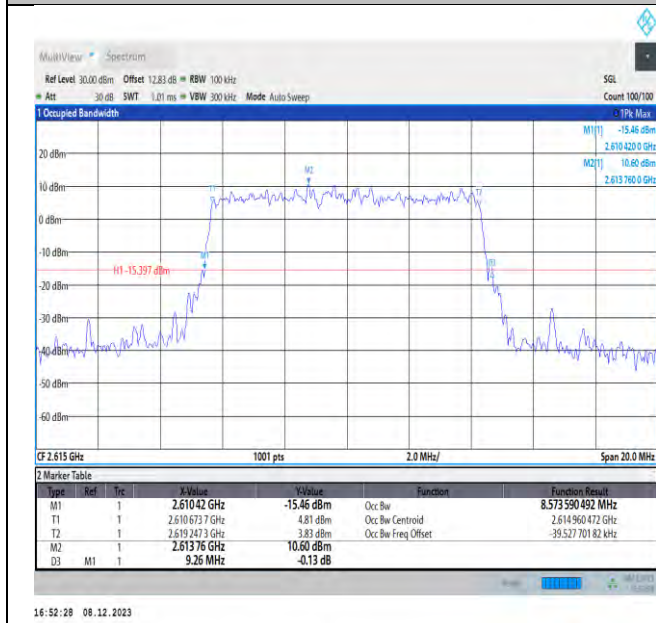 MultiView Spectrum
Ref Level 30.00 dBm Offset 12.83 dB RBW 100 kHz SGL
Att 30 dB SWT 1.01 ms VBW 300 kHz Mode Auto Sweep Count 100/100
1 Occupied Bandwidth 1Pk Max
M1[1] -15.46 dBm
2.610 420 0 GHz
M2[1] 10.60 dBm
2.613 760 0 GHz
20 dBm
M2
10 dBm
T1 T2
0 dBm
-10 dBm
M1
D3
H1 -15.397 dBm
-20 dBm
-30 dBm
-40 dBm
-50 dBm
-60 dBm
CF 2.615 GHz 1001 pts 2.0 MHz/ Span 20.0 MHz
2 Marker Table
Type Ref Trc X-Value Y-Value Function Function Result
M1 1 2.610 42 GHz -15.46 dBm Occ Bw 8.573 590 492 MHz
T1 1 2.610 673 7 GHz 4.81 dBm Occ Bw Centroid 2.614 960 472 GHz
T2 1 2.619 247 3 GHz 3.83 dBm Occ Bw Freq Offset -39.527 701 82 kHz
M2 1 2.613 76 GHz 10.60 dBm
D3 M1 1 9.26 MHz -0.13 dB
16:52:28 08.12.2023